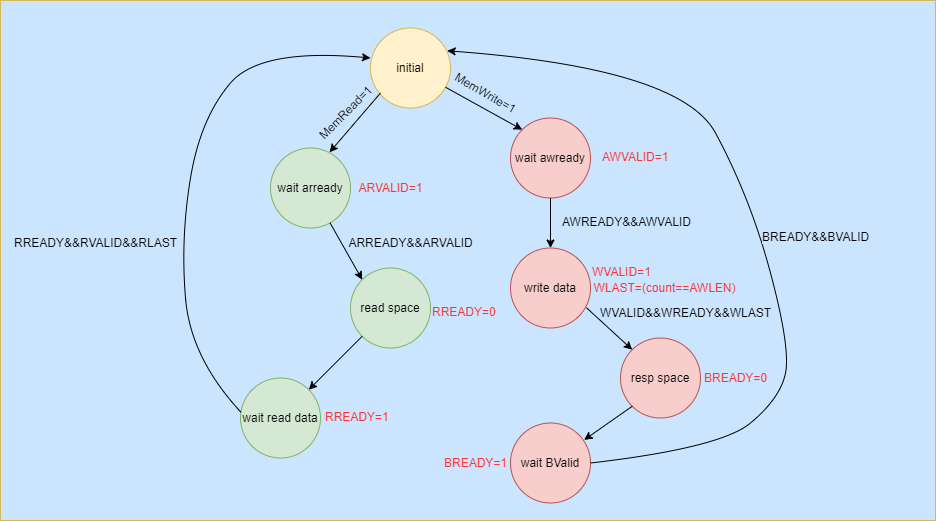 initial
MemRead=1
MemWrite=1
wait awready
AWVALID=1
wait arready
ARVALID=1
AWREADY&&AWVALID
BREADY&&BVALID
RREADY&&RVALID&&RLAST
ARREADY&&ARVALID
WVALID=1
write data
WLAST=(count==AWLEN)
read space
RREADY=0
WVALID&&WREADY&&WLAST
resp space
BREADY=0
wait read data
RREADY=1
BREADY=1
wait BValid